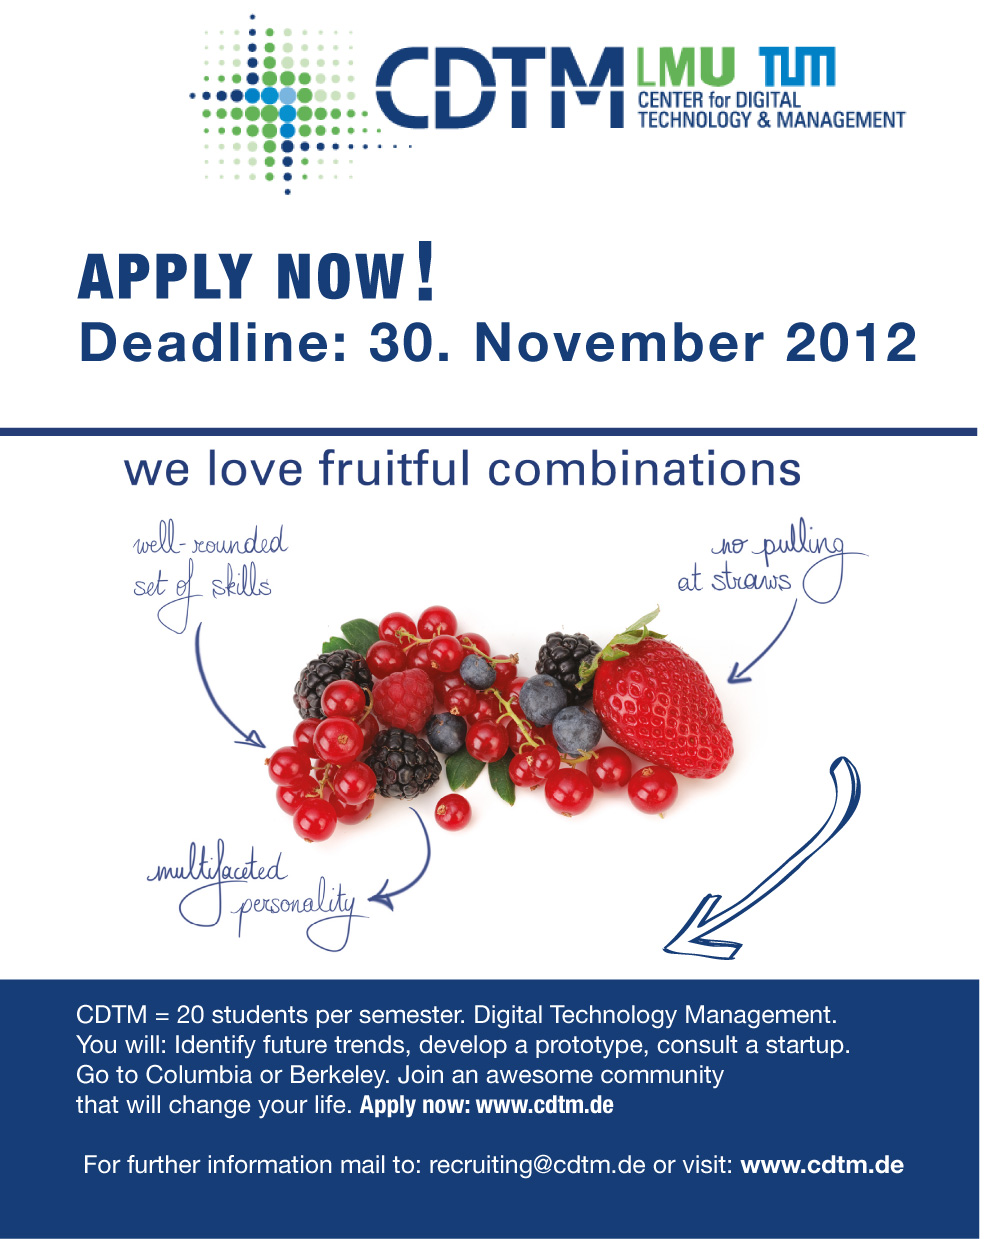 CDTM LMU TUM
CENTER for DIGITAL
TECHNOLOGY & MANAGEMENT
APPLY NOW!
Deadline: 30. November 2012
we love fruitful combinations
well-rounded
set of skills
no pulling
at straws
multifaceted
personality
CDTM = 20 students per semester. Digital Technology Management.
You will: Identify future trends, develop a prototype, consult a startup.
Go to Columbia or Berkeley. Join an awesome community
that will change your life. Apply now: www.cdtm.de
For further information mail to: recruiting@cdtm.de or visit: www.cdtm.de